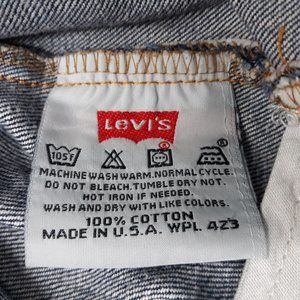 LEVI'S
105F
MACHINE WASH WARM. NORMAL CYCLE.
DO NOT BLEACH. TUMBLE DRY NOT.
HOT IRON IF NEEDED.
WASH AND DRY WITH LIKE COLORS.
100% COTTON
MADE IN U.S.A. WPL 423